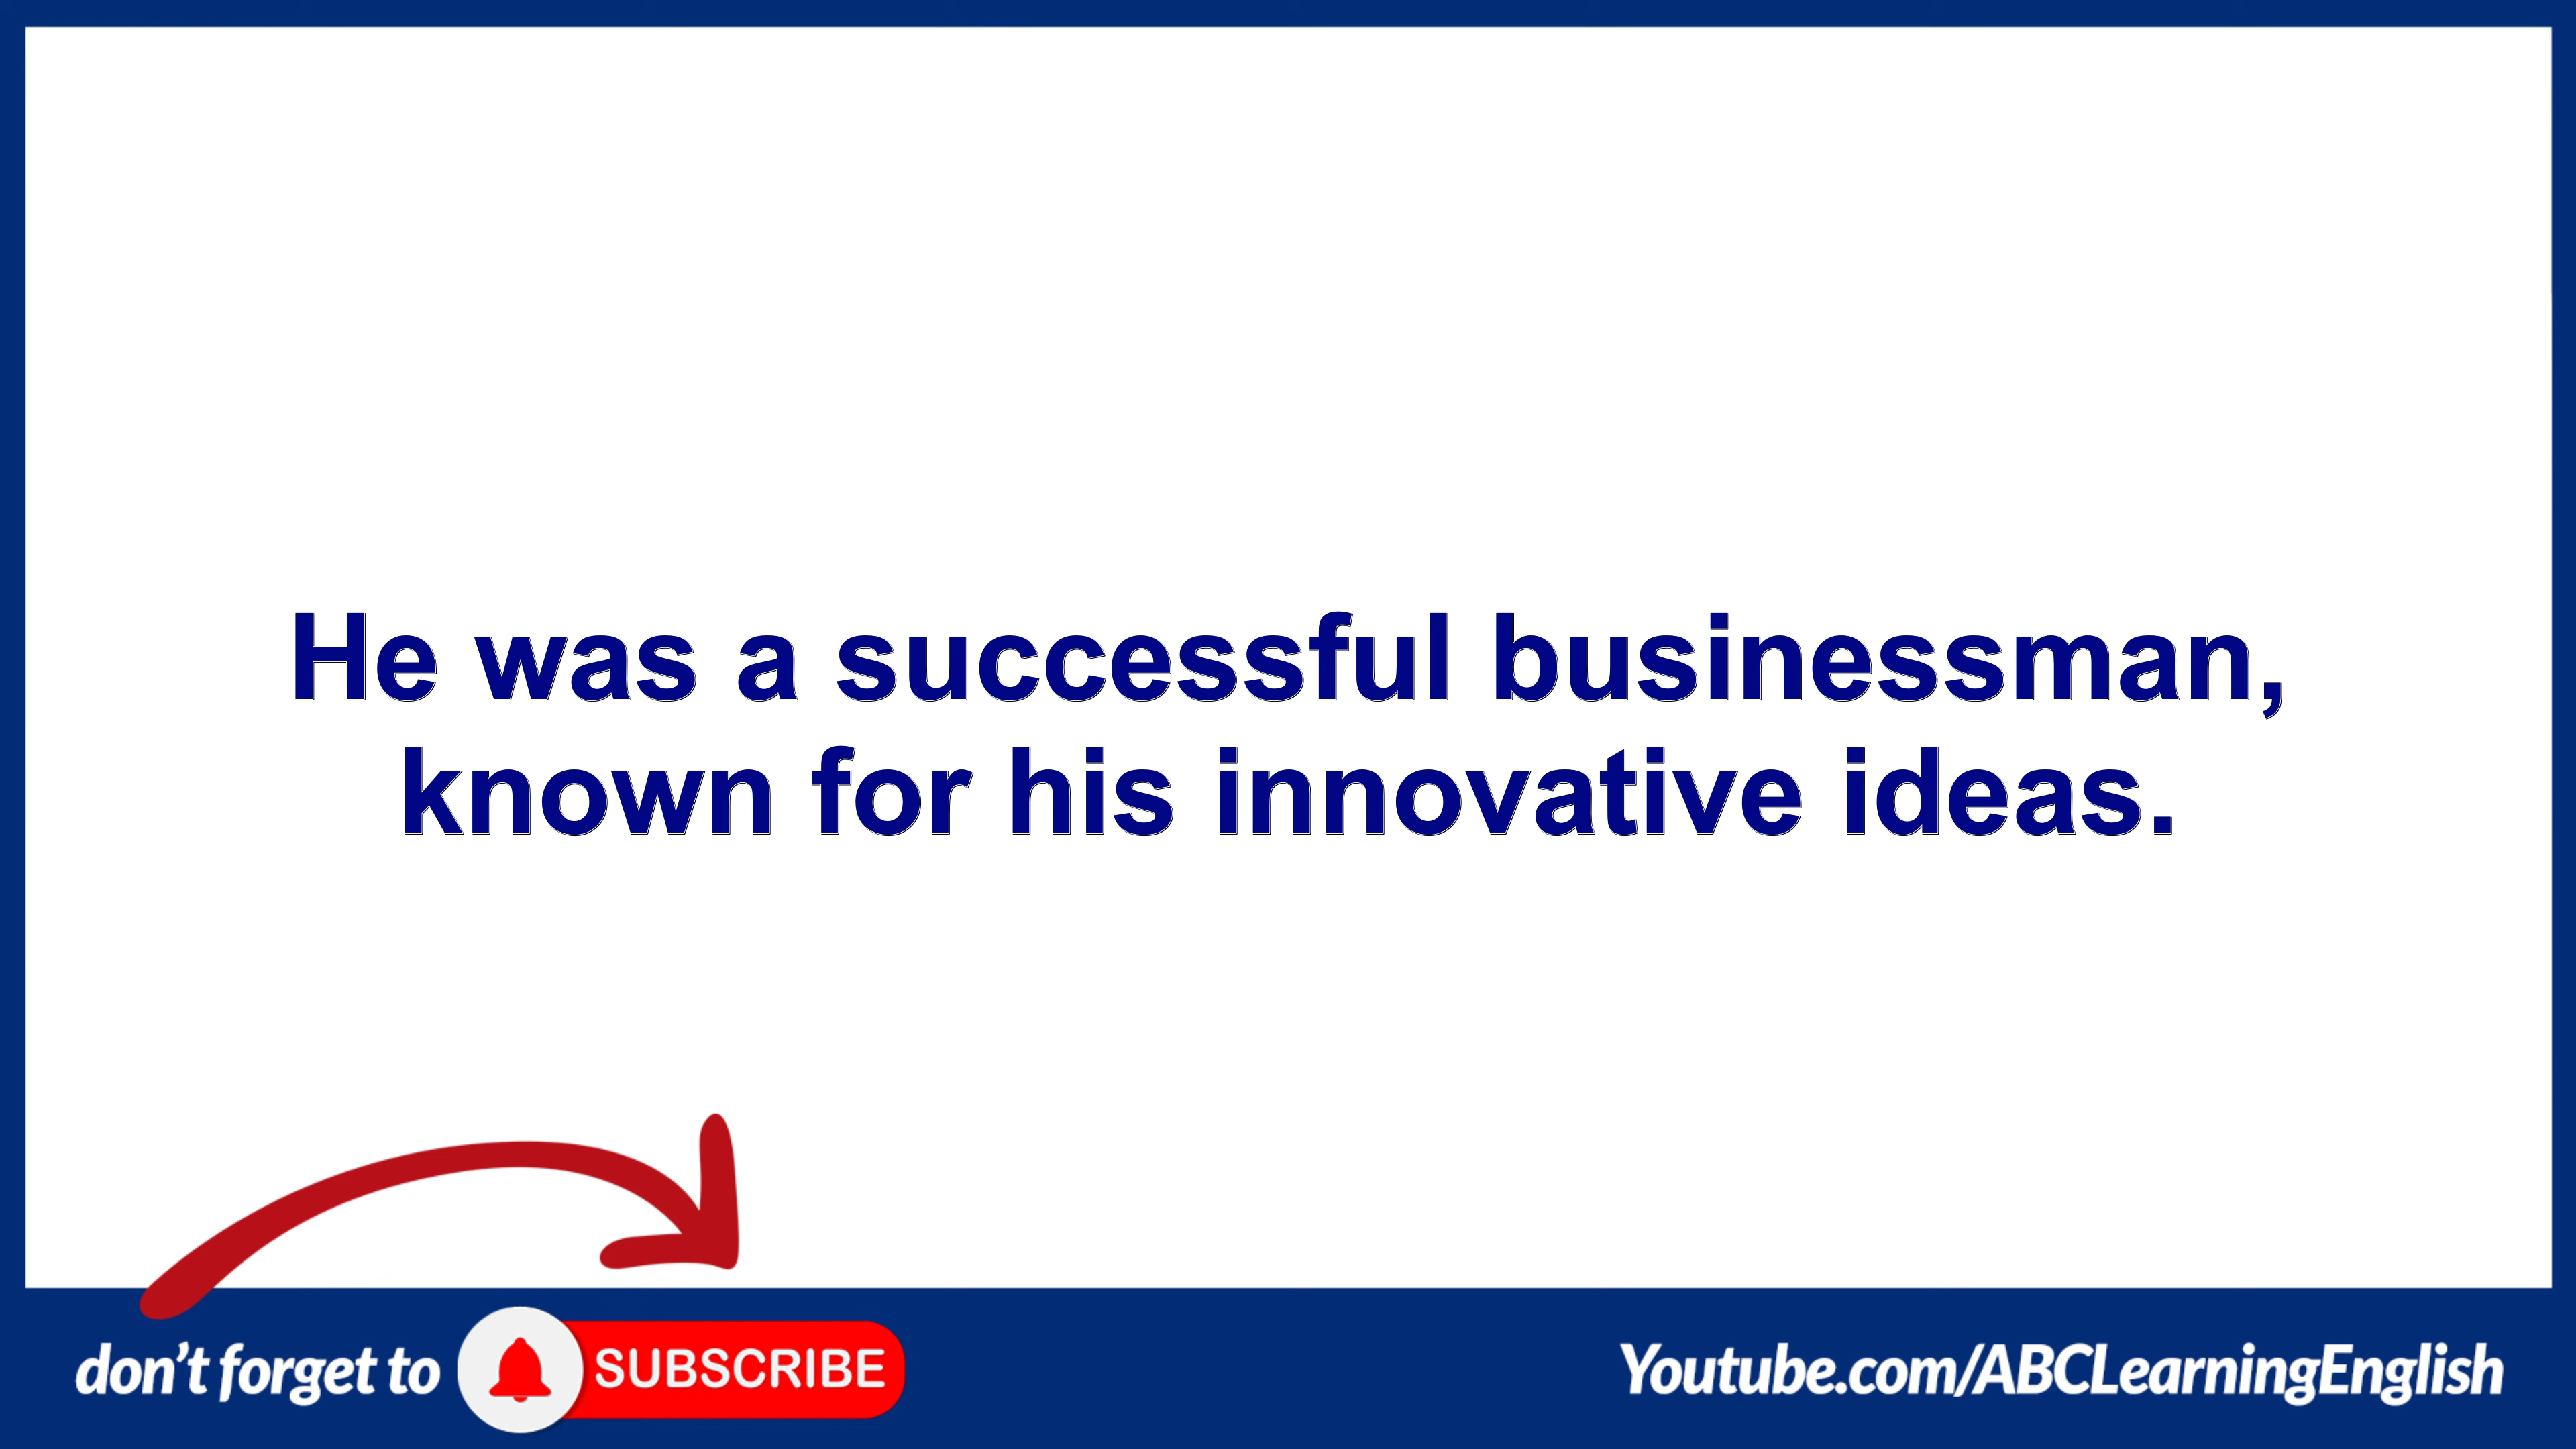 He was a successful businessman,
known for his innovative ideas.
don't forget to SUBSCRIBE
Youtube.com/ABCLearningEnglish